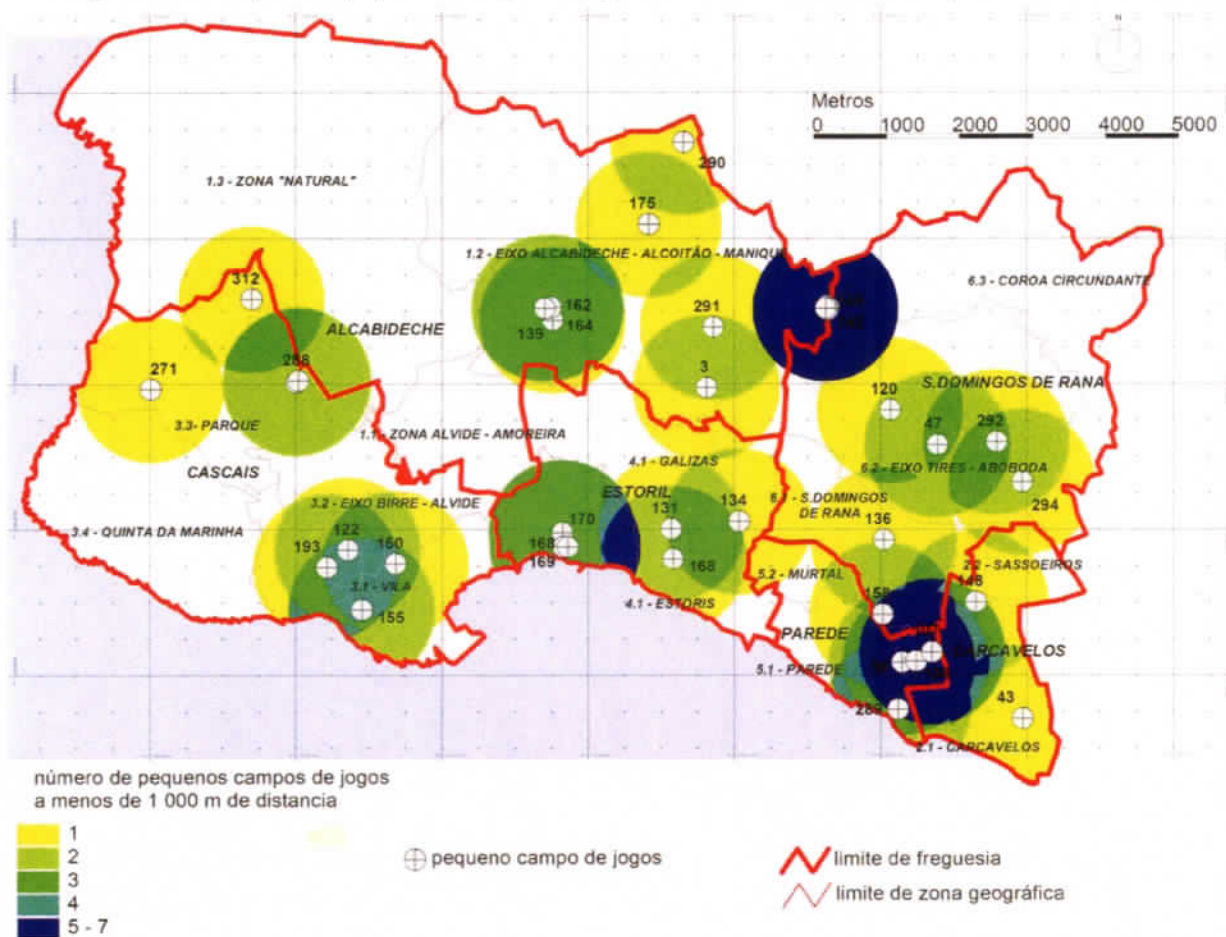 N
Metros
0 1000 2000 3000 4000 5000
290
1.3 - ZONA "NATURAL"
175
1.2 - EIXO ALCABIDECHE - ALCOITÃO - MANIQUE
6.3 - COROA CIRCUNDANTE
312
162
291
ALCABIDECHE
139
164
271
288
3
120
S.DOMINGOS DE RANA
3.3- PARQUE
47
292
1.1- ZONA ALVIDE - AMOREIRA
CASCAIS
4.1 - GALIZAS
6.2 - EIXO TIRES - ABOBODA
3.2 - EIXO BIRRE - ALVIDE
ESTORIL
6.1 - S.DOMINGOS
DE RANA
294
3.4 - QUINTA DA MARINHA
122
170
131
134
136
193
150
168
169
168
2.2 - SASSOEIROS
5.2 - MURTAL
3.1 - VILA
148
4.1 - ESTORIS
158
155
PAREDE
CARCAVELOS
5.1 - PAREDE
289
43
2.1 - CARCAVELOS
número de pequenos campos de jogos
a menos de 1 000 m de distancia
1
2
3
4
5 - 7
pequeno campo de jogos
limite de freguesia
limite de zona geográfica